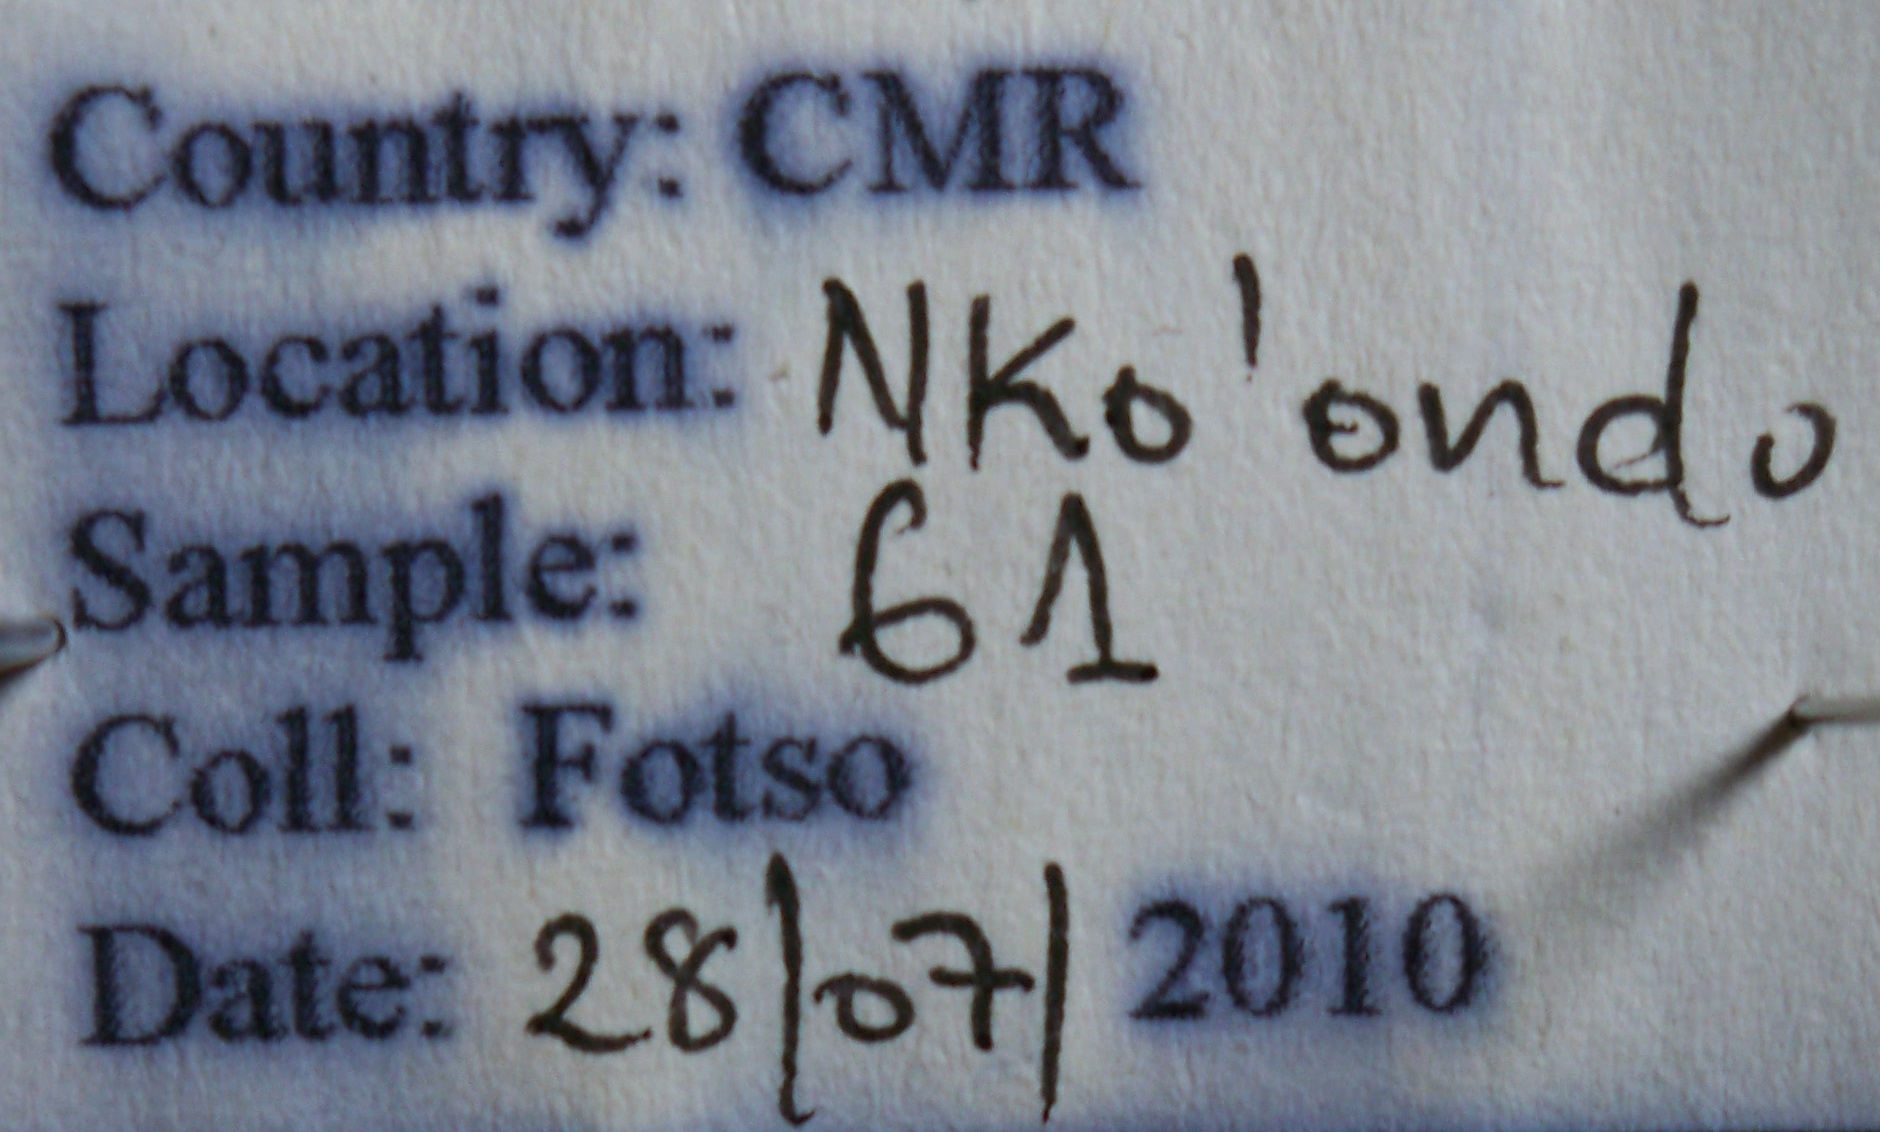 Country: CMR
Location: Nko'ondo
Sample: 61
Coll: Fotso
Date: 28/07/ 2010